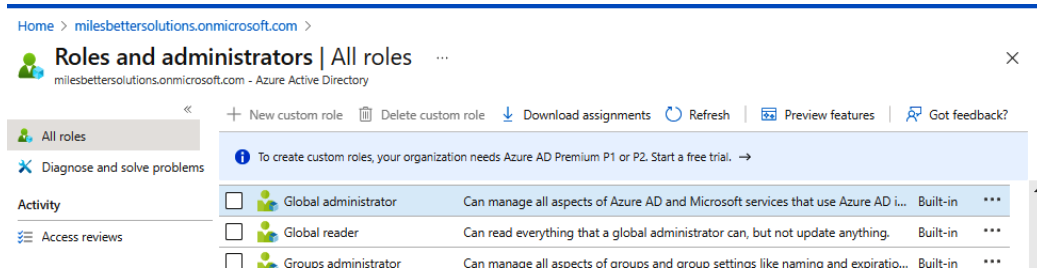 Home > milesbettersolutions.onmicrosoft.com >
Roles and administrators | All roles ...
milesbettersolutions.onmicrosoft.com - Azure Active Directory
«
+ New custom role Delete custom role Download assignments Refresh | Preview features | Got feedback?
All roles
Diagnose and solve problems
Activity
Access reviews
To create custom roles, your organization needs Azure AD Premium P1 or P2. Start a free trial. →
Global administrator Can manage all aspects of Azure AD and Microsoft services that use Azure AD i... Built-in ...
Global reader Can read everything that a global administrator can, but not update anything. Built-in ...
Groups administrator Can manage all aspects of groups and group settings like naming and expiratio... Built-in ...